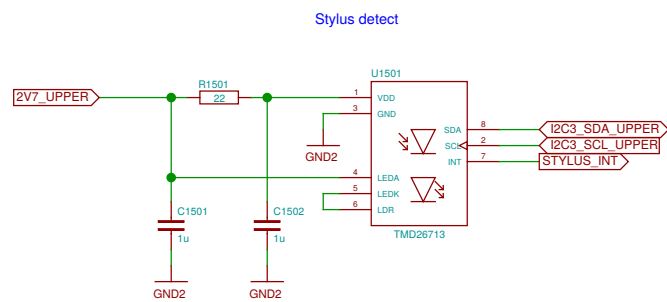 Stylus detect
2V7_UPPER
R1501
22
U1501
1
VDD
3
GND
GND2
SDA
8
I2C3_SDA_UPPER
SCL
2
I2C3_SCL_UPPER
INT
7
STYLUS_INT
4
LEDA
5
LEDK
6
LDR
TMD26713
C1501
1u
C1502
1u
GND2
GND2